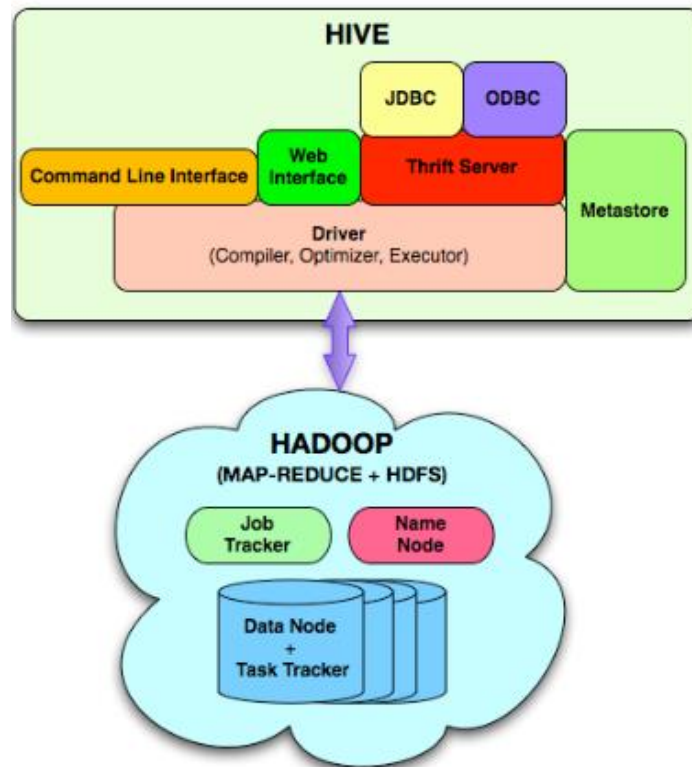 HIVE
JDBC
ODBC
Command Line Interface
Web
Interface
Thrift Server
Metastore
Driver
(Compiler, Optimizer, Executor)
HADOOP
(MAP-REDUCE + HDFS)
Job
Tracker
Name
Node
Data Node
+
Task Tracker